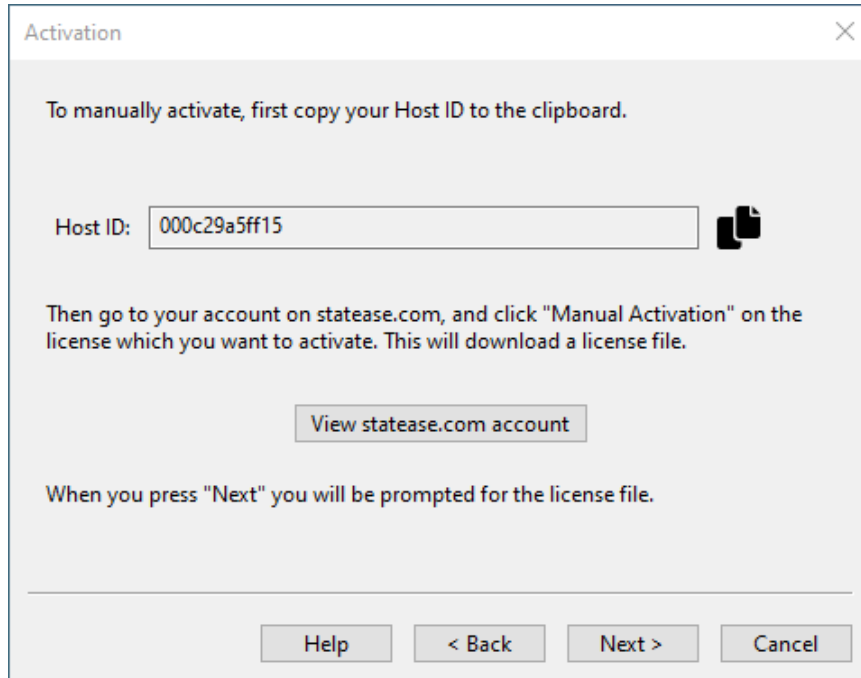 Activation
To manually activate, first copy your Host ID to the clipboard.
Host ID: 000c29a5ff15
Then go to your account on statease.com, and click "Manual Activation" on the
license which you want to activate. This will download a license file.
View statease.com account
When you press "Next" you will be prompted for the license file.
Help < Back Next > Cancel